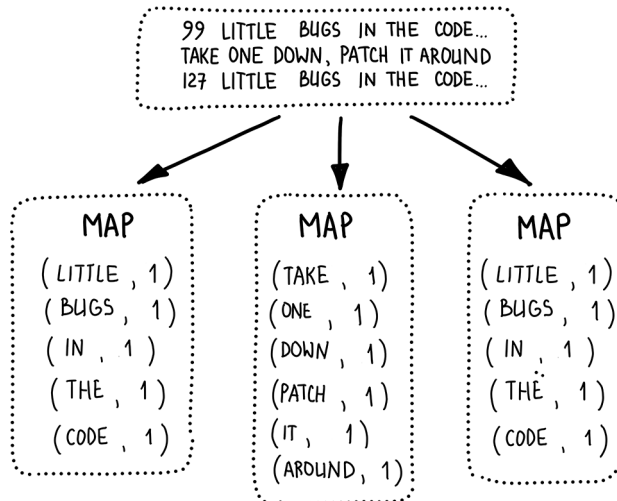 99 LITTLE BUGS IN THE CODE...
TAKE ONE DOWN, PATCH IT AROUND
127 LITTLE BUGS IN THE CODE...
MAP
(LITTLE, 1)
(BUGS, 1)
(IN, 1)
(THE, 1)
(CODE, 1)
MAP
(TAKE, 1)
(ONE, 1)
(DOWN, 1)
(PATCH, 1)
(IT, 1)
(AROUND, 1)
MAP
(LITTLE, 1)
(BUGS, 1)
(IN, 1)
(THE, 1)
(CODE, 1)